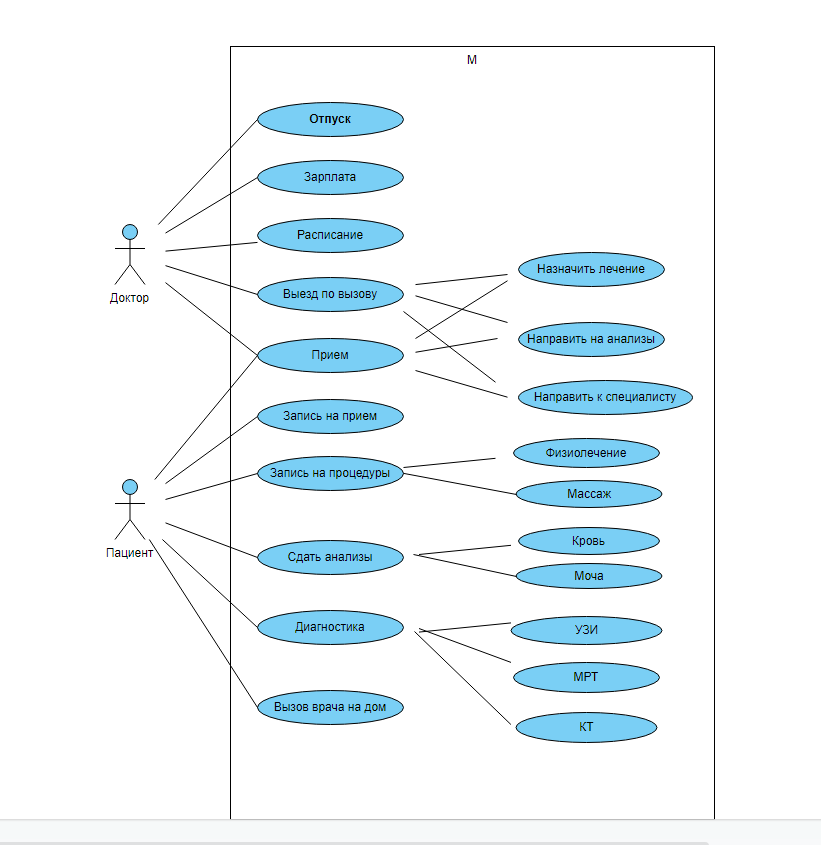 М
Отпуск
Зарплата
Расписание
Доктор
Выезд по вызову
Прием
Запись на прием
Запись на процедуры
Пациент
Сдать анализы
Диагностика
Вызов врача на дом
Назначить лечение
Направить на анализы
Направить к специалисту
Физиолечение
Массаж
Кровь
Моча
УЗИ
МРТ
КТ